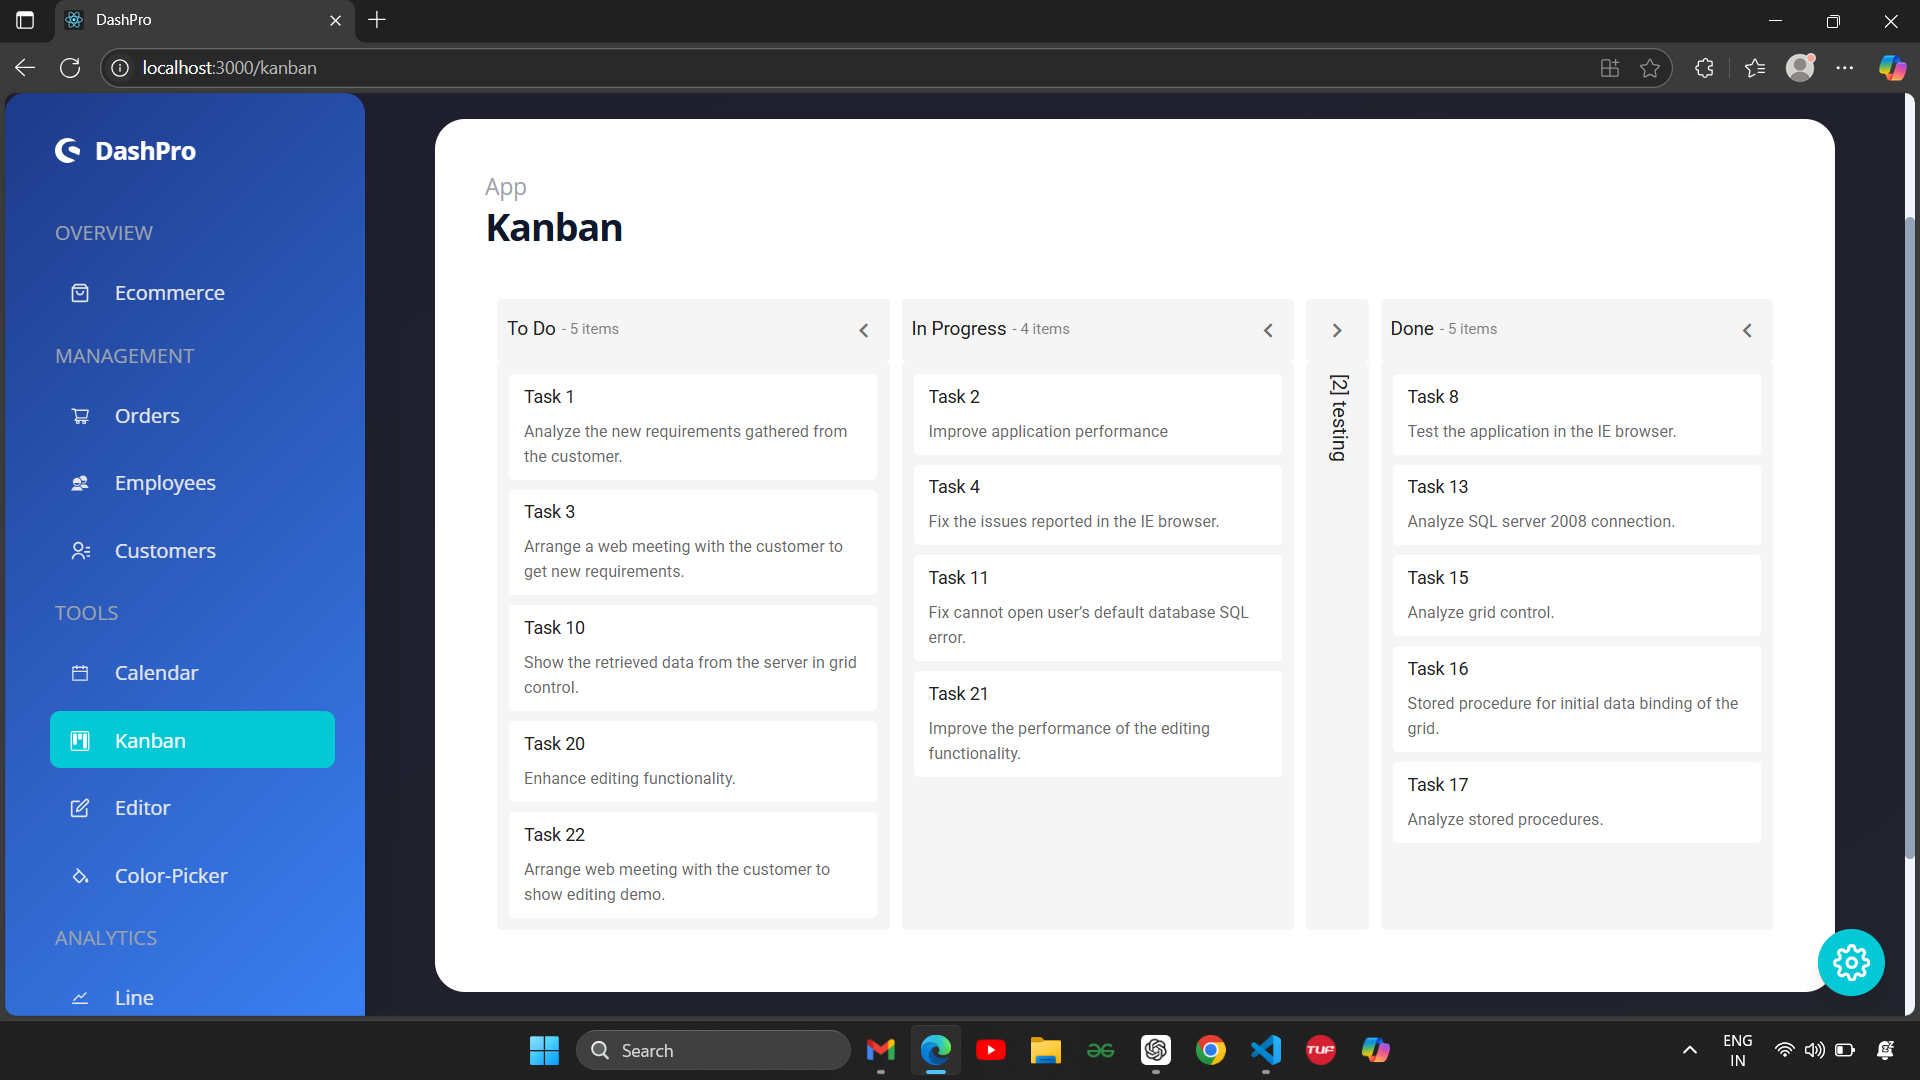 DashPro
localhost:3000/kanban
DashPro
OVERVIEW
Ecommerce
MANAGEMENT
Orders
Employees
Customers
TOOLS
Calendar
Kanban
Editor
Color-Picker
ANALYTICS
Line
App
Kanban
To Do - 5 items
Task 1
Analyze the new requirements gathered from
the customer.
Task 3
Arrange a web meeting with the customer to
get new requirements.
Task 10
Show the retrieved data from the server in grid
control.
Task 20
Enhance editing functionality.
Task 22
Arrange web meeting with the customer to
show editing demo.
In Progress - 4 items
Task 2
Improve application performance
Task 4
Fix the issues reported in the IE browser.
Task 11
Fix cannot open user's default database SQL
error.
Task 21
Improve the performance of the editing
functionality.
[2] testing
Done - 5 items
Task 8
Test the application in the IE browser.
Task 13
Analyze SQL server 2008 connection.
Task 15
Analyze grid control.
Task 16
Stored procedure for initial data binding of the
grid.
Task 17
Analyze stored procedures.
Search
TUF
ENG
IN